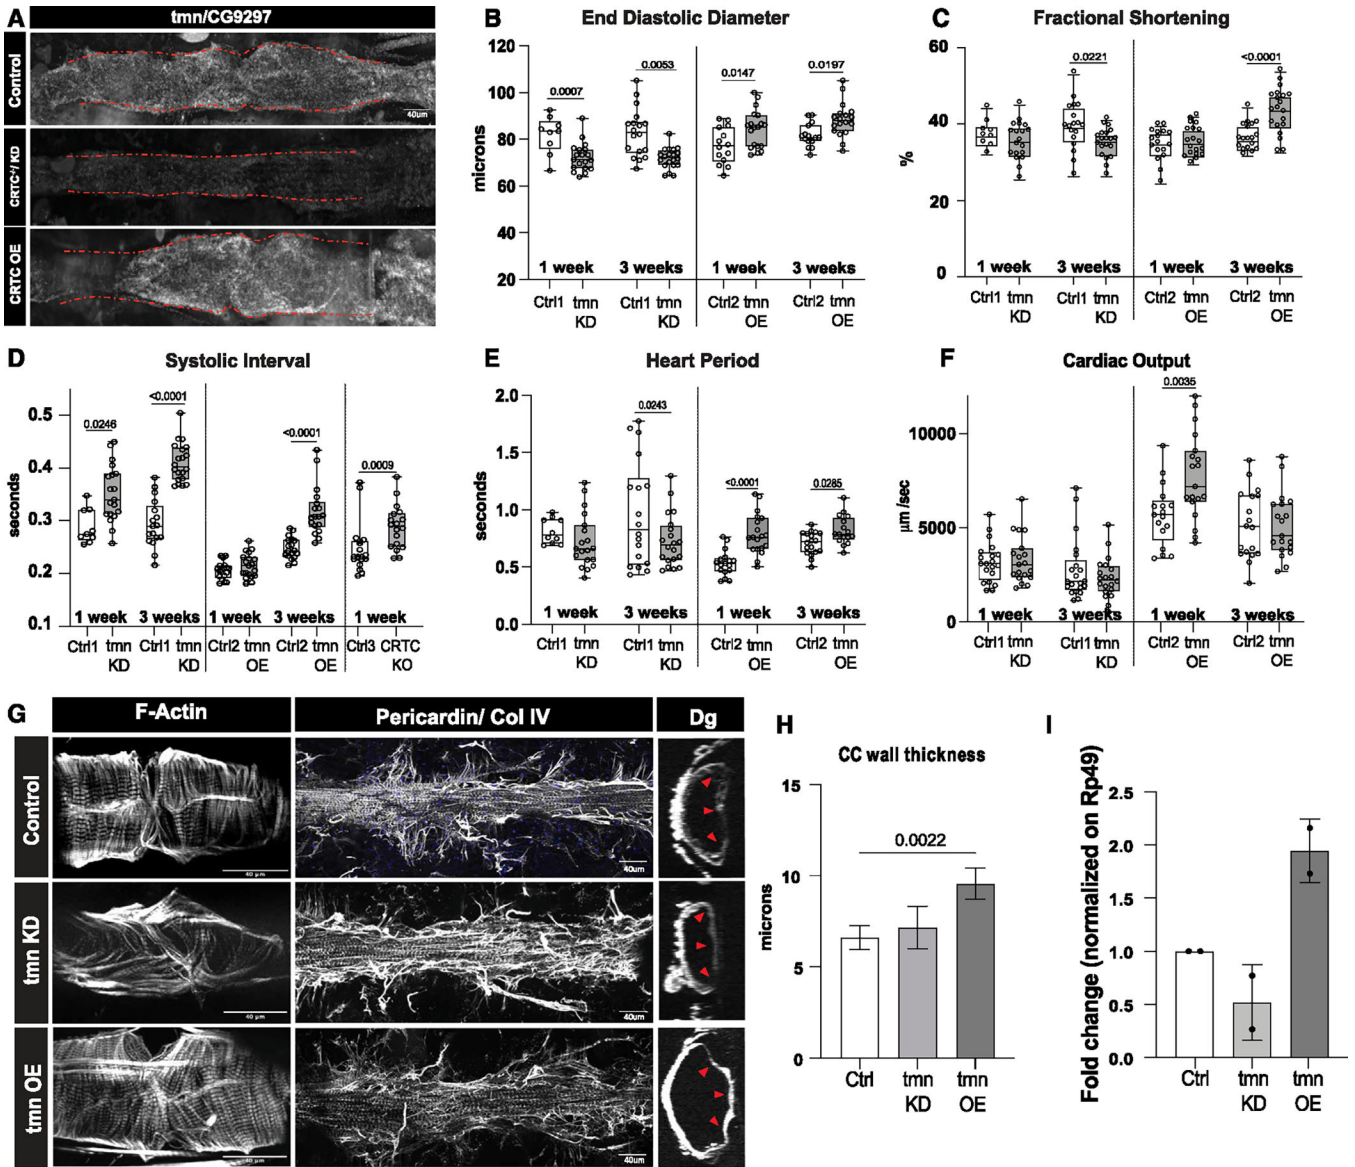 A
tmn/CG9297
Control
40um
CRTC-/-/ KD
CRTC OE
B
End Diastolic Diameter
120
100
80
60
40
20
microns
0.0007
0.0053
0.0147
0.0197
1 week
3 weeks
1 week
3 weeks
Ctrl1 tmn Ctrl1 tmn Ctrl2 tmn Ctrl2 tmn
KD KD OE OE
C
Fractional Shortening
60
40
20
0
%
0.0221
<0.0001
1 week
3 weeks
1 week
3 weeks
Ctrl1 tmn Ctrl1 tmn Ctrl2 tmn Ctrl2 tmn
KD KD OE OE
D
Systolic Interval
0.5
0.4
0.3
0.2
0.1
seconds
0.0246
<0.0001
<0.0001
0.0009
1 week
3 weeks
1 week
3 weeks
1 week
Ctrl1 tmn Ctrl1 tmn Ctrl2 tmn Ctrl2 tmn Ctrl3 CRTC
KD KD OE OE KO
E
Heart Period
2.0
1.5
1.0
0.5
0.0
seconds
0.0243
<0.0001
0.0285
1 week
3 weeks
1 week
3 weeks
Ctrl1 tmn Ctrl1 tmn Ctrl2 tmn Ctrl2 tmn
KD KD OE OE
F
Cardiac Output
10000
5000
0
µm /sec
0.0035
1 week
3 weeks
1 week
3 weeks
Ctrl1 tmn Ctrl1 tmn Ctrl2 tmn Ctrl2 tmn
KD KD OE OE
G
F-Actin
Pericardin/ Col IV
Dg
Control
40 µm
40um
tmn KD
40 µm
40um
tmn OE
40 µm
40um
H
CC wall thickness
15
10
5
0
microns
0.0022
Ctrl tmn tmn
KD OE
I
Fold change (normalized on Rp49)
2.5
2.0
1.5
1.0
0.5
0.0
Ctrl tmn tmn
KD OE